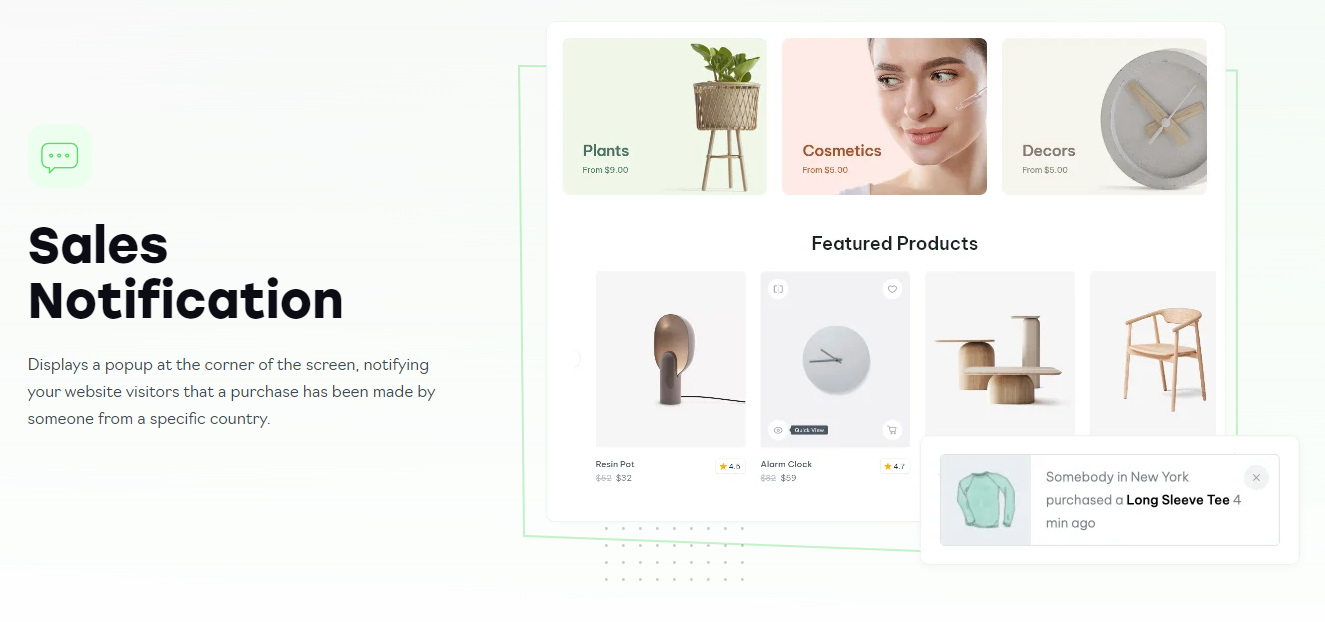 Sales
Notification
Displays a popup at the corner of the screen, notifying
your website visitors that a purchase has been made by
someone from a specific country.
Plants
From $9.00
Cosmetics
From $5.00
Decors
From $5.00
Featured Products
Quick View
Resin Pot
4.5
$52 $32
Alarm Clock
4.7
$82 $59
Somebody in New York
purchased a Long Sleeve Tee 4
min ago